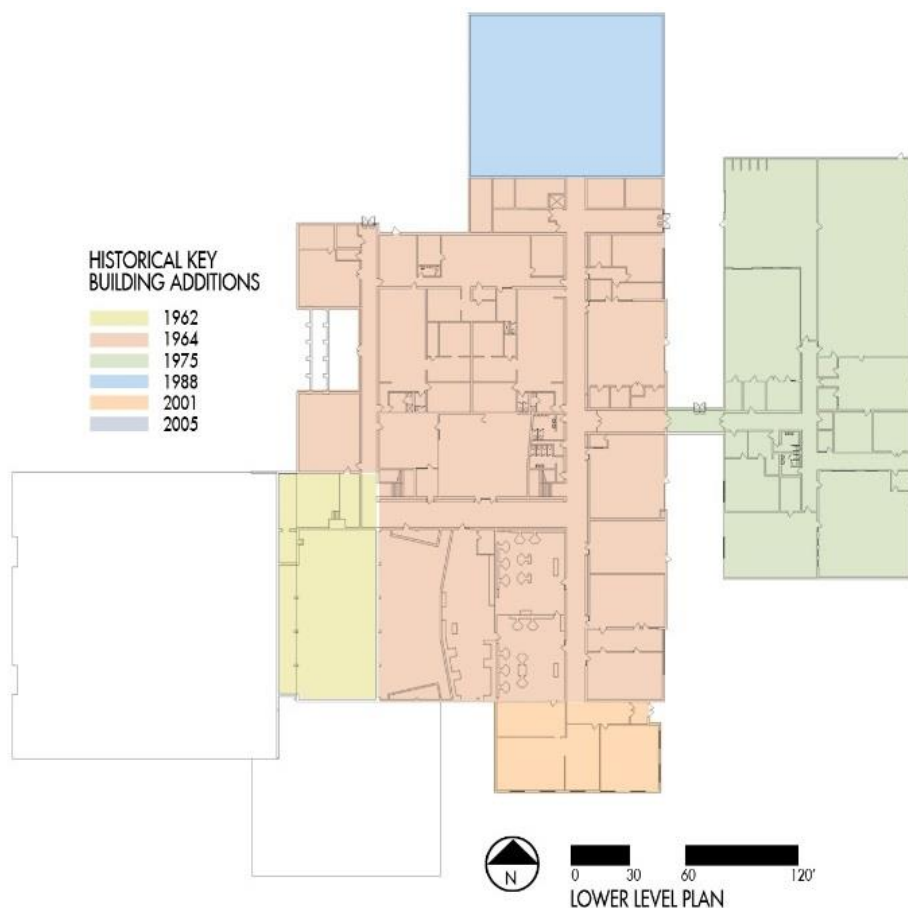 HISTORICAL KEY
BUILDING ADDITIONS
1962
1964
1975
1988
2001
2005
N
0 30 60 120'
LOWER LEVEL PLAN